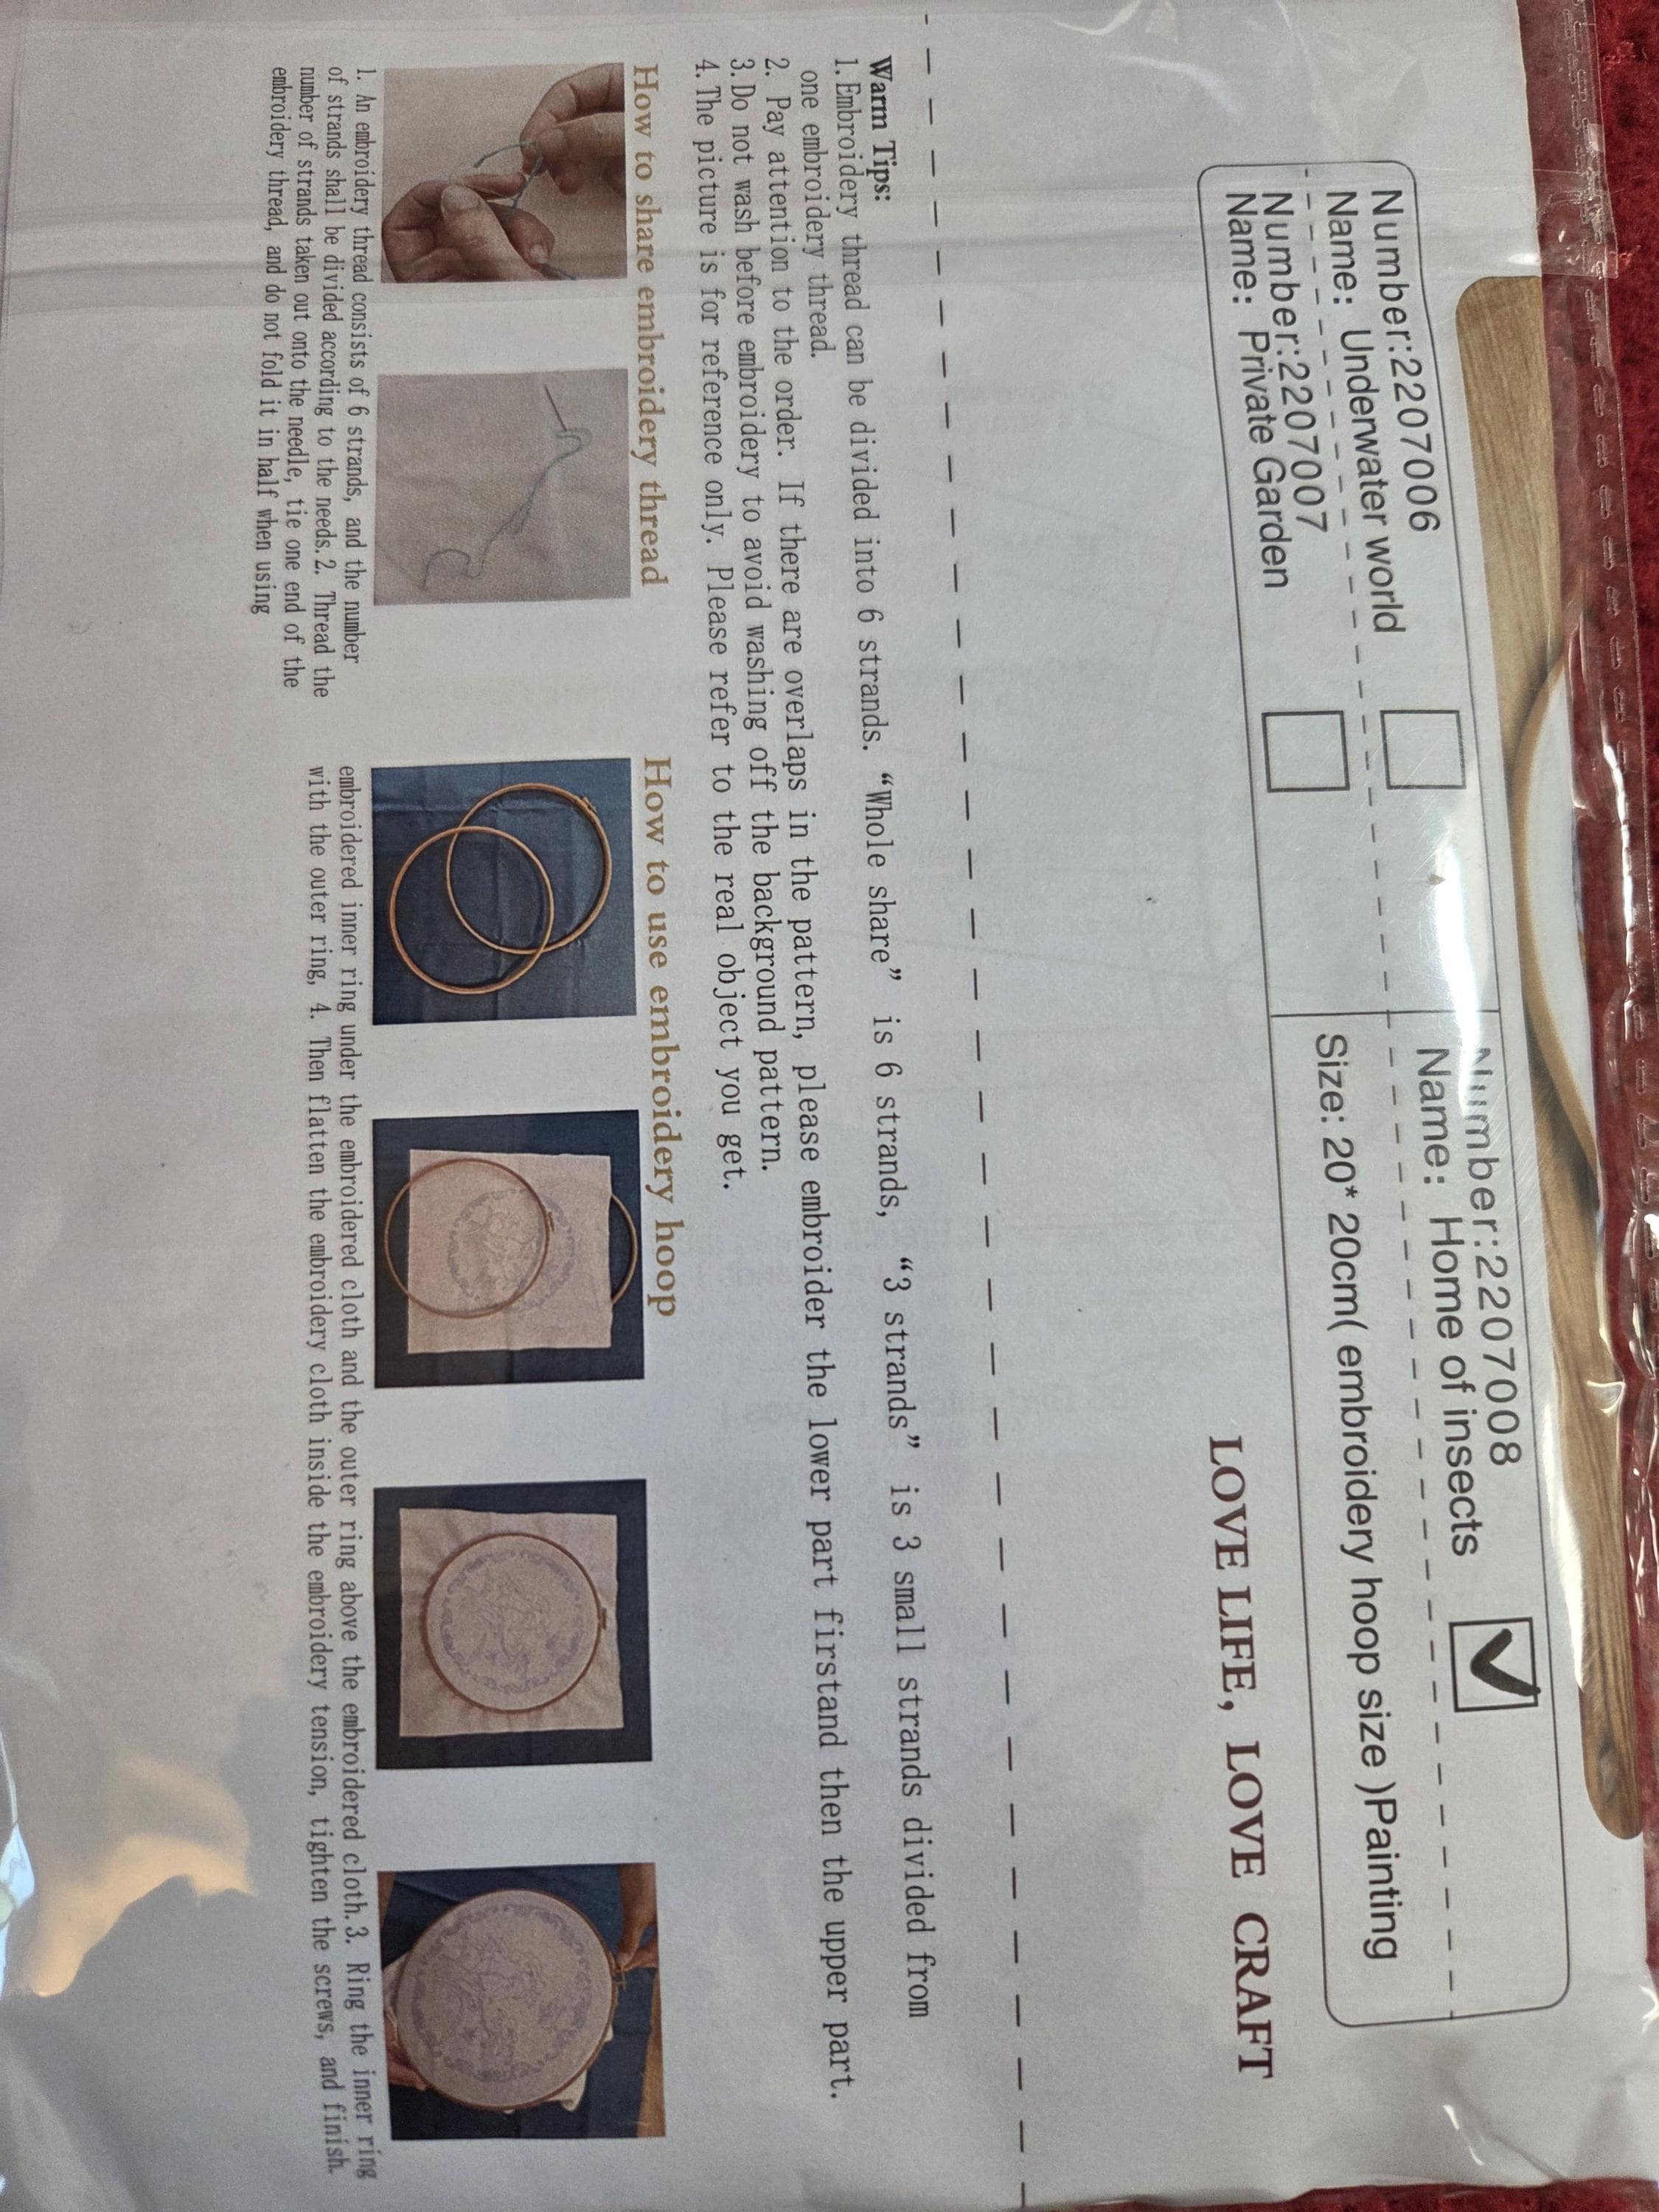 Number:2207006
Name: Underwater world
Number:2207007
Name: Private Garden
Number:2207008
Name: Home of insects
Size: 20* 20cm( embroidery hoop size )Painting
LOVE LIFE, LOVE CRAFT
Warm Tips:
1. Embroidery thread can be divided into 6 strands. “Whole share” is 6 strands, “3 strands” is 3 small strands divided from
one embroidery thread.
2. Pay attention to the order. If there are overlaps in the pattern, please embroider the lower part firstand then the upper part.
3. Do not wash before embroidery to avoid washing off the background pattern.
4. The picture is for reference only. Please refer to the real object you get.
How to share embroidery thread
1. An embroidery thread consists of 6 strands, and the number
of strands shall be divided according to the needs. 2. Thread the
number of strands taken out onto the needle, tie one end of the
embroidery thread, and do not fold it in half when using
How to use embroidery hoop
embroidered inner ring under the embroidered cloth and the outer ring above the embroidered cloth. 3. Ring the inner ring
with the outer ring, 4. Then flatten the embroidery cloth inside the embroidery tension, tighten the screws, and finish.